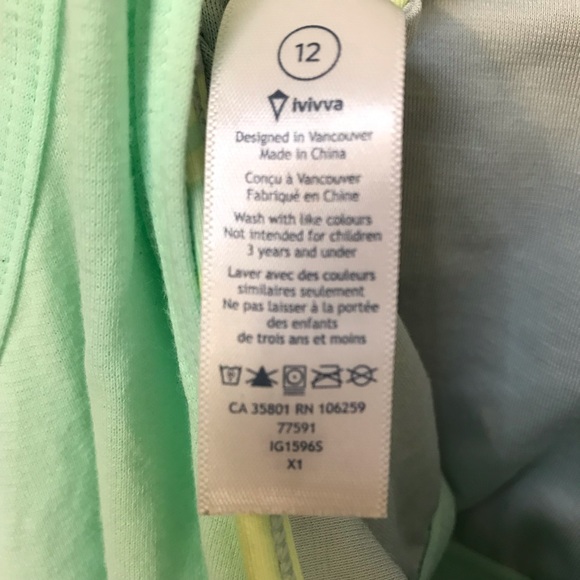 12
ivivva
Designed in Vancouver
Made in China
Conçu à Vancouver
Fabriqué en Chine
Wash with like colours
Not intended for children
3 years and under
Laver avec des couleurs
similaires seulement
Ne pas laisser à la portée
des enfants
de trois ans et moins
CA 35801 RN 106259
77591
IG1596S
X1